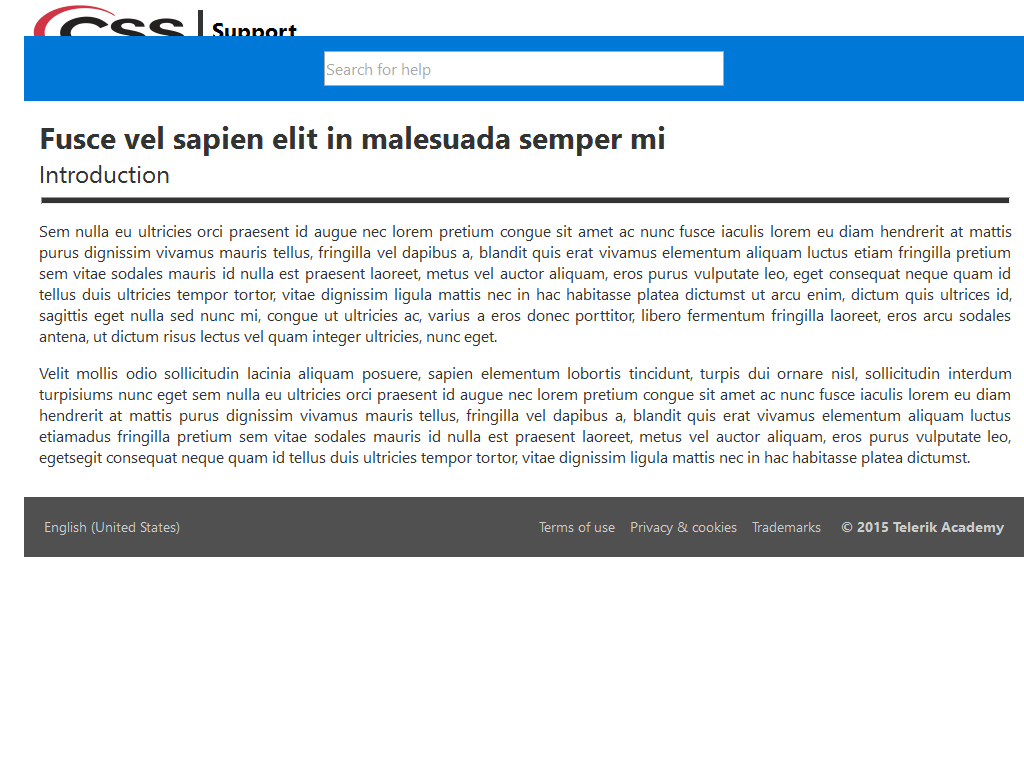 CSS Support
Search for help
Fusce vel sapien elit in malesuada semper mi
Introduction
Sem nulla eu ultricies orci praesent id augue nec lorem pretium congue sit amet ac nunc fusce iaculis lorem eu diam hendrerit at mattis
purus dignissim vivamus mauris tellus, fringilla vel dapibus a, blandit quis erat vivamus elementum aliquam luctus etiam fringilla pretium
sem vitae sodales mauris id nulla est praesent laoreet, metus vel auctor aliquam, eros purus vulputate leo, eget consequat neque quam id
tellus duis ultricies tempor tortor, vitae dignissim ligula mattis nec in hac habitasse platea dictumst ut arcu enim, dictum quis ultrices id,
sagittis eget nulla sed nunc mi, congue ut ultricies ac, varius a eros donec porttitor, libero fermentum fringilla laoreet, eros arcu sodales
antena, ut dictum risus lectus vel quam integer ultricies, nunc eget.
Velit mollis odio sollicitudin lacinia aliquam posuere, sapien elementum lobortis tincidunt, turpis dui ornare nisl, sollicitudin interdum
turpisiums nunc eget sem nulla eu ultricies orci praesent id augue nec lorem pretium congue sit amet ac nunc fusce iaculis lorem eu diam
hendrerit at mattis purus dignissim vivamus mauris tellus, fringilla vel dapibus a, blandit quis erat vivamus elementum aliquam luctus
etiamadus fringilla pretium sem vitae sodales mauris id nulla est praesent laoreet, metus vel auctor aliquam, eros purus vulputate leo,
egetsegit consequat neque quam id tellus duis ultricies tempor tortor, vitae dignissim ligula mattis nec in hac habitasse platea dictumst.
English (United States) Terms of use Privacy & cookies Trademarks © 2015 Telerik Academy